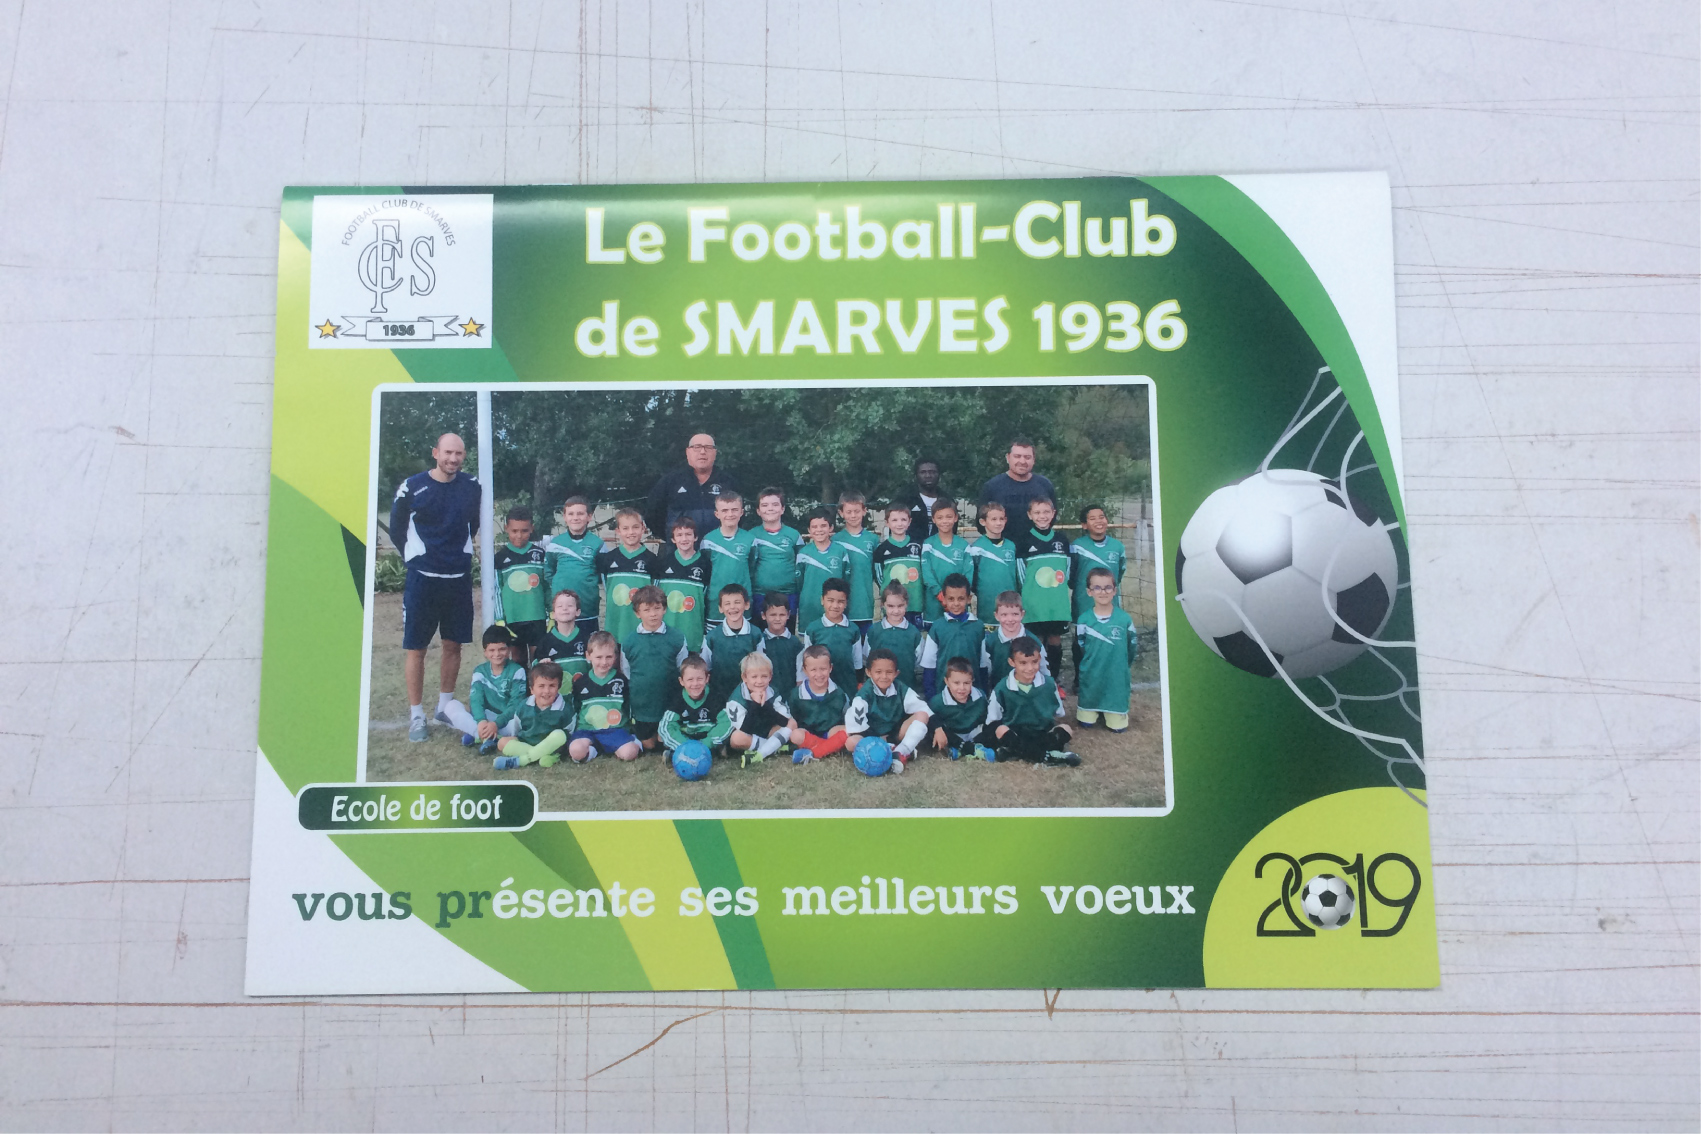 FOOTBALL CLUB DE SMARVES
FCS
1936
Le Football-Club
de SMARVES 1936
Ecole de foot
vous présente ses meilleurs voeux
2019